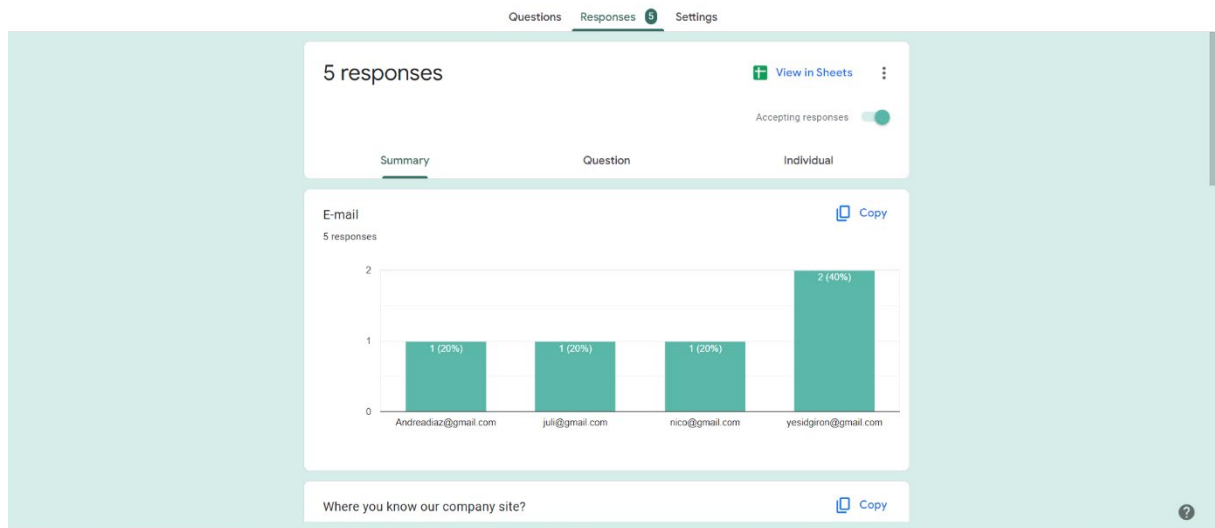 Questions Responses 5 Settings
5 responses
View in Sheets
Accepting responses
Summary Question Individual
E-mail
Copy
5 responses
2
2 (40%)
1
1 (20%) 1 (20%) 1 (20%)
0
Andreadiaz@gmail.com juli@gmail.com nico@gmail.com yesidgiron@gmail.com
Where you know our company site?
Copy
?